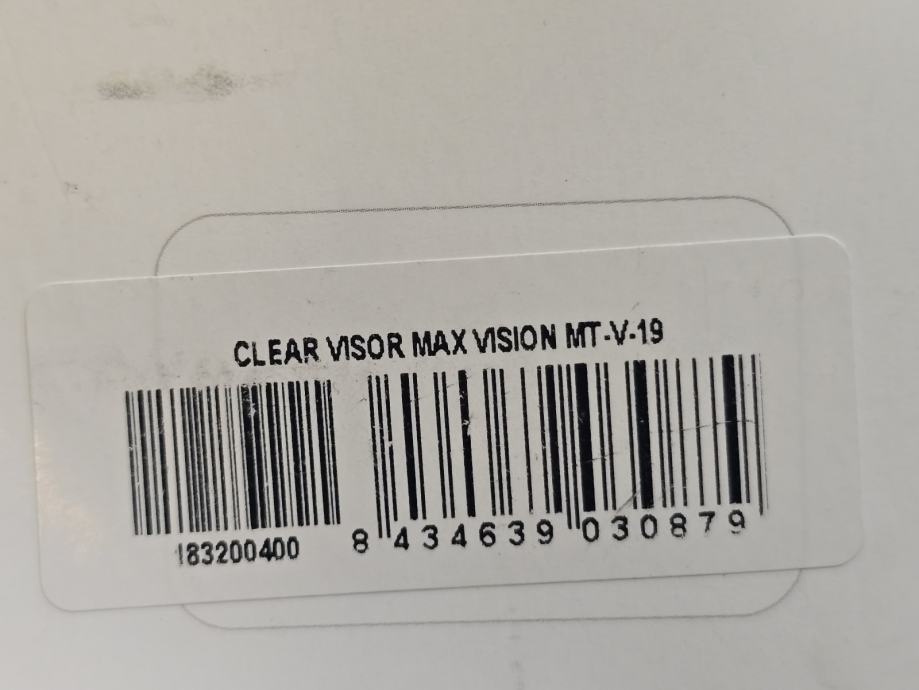 CLEAR VISOR MAX VISION MT-V-19
183200400
8 434639 030879